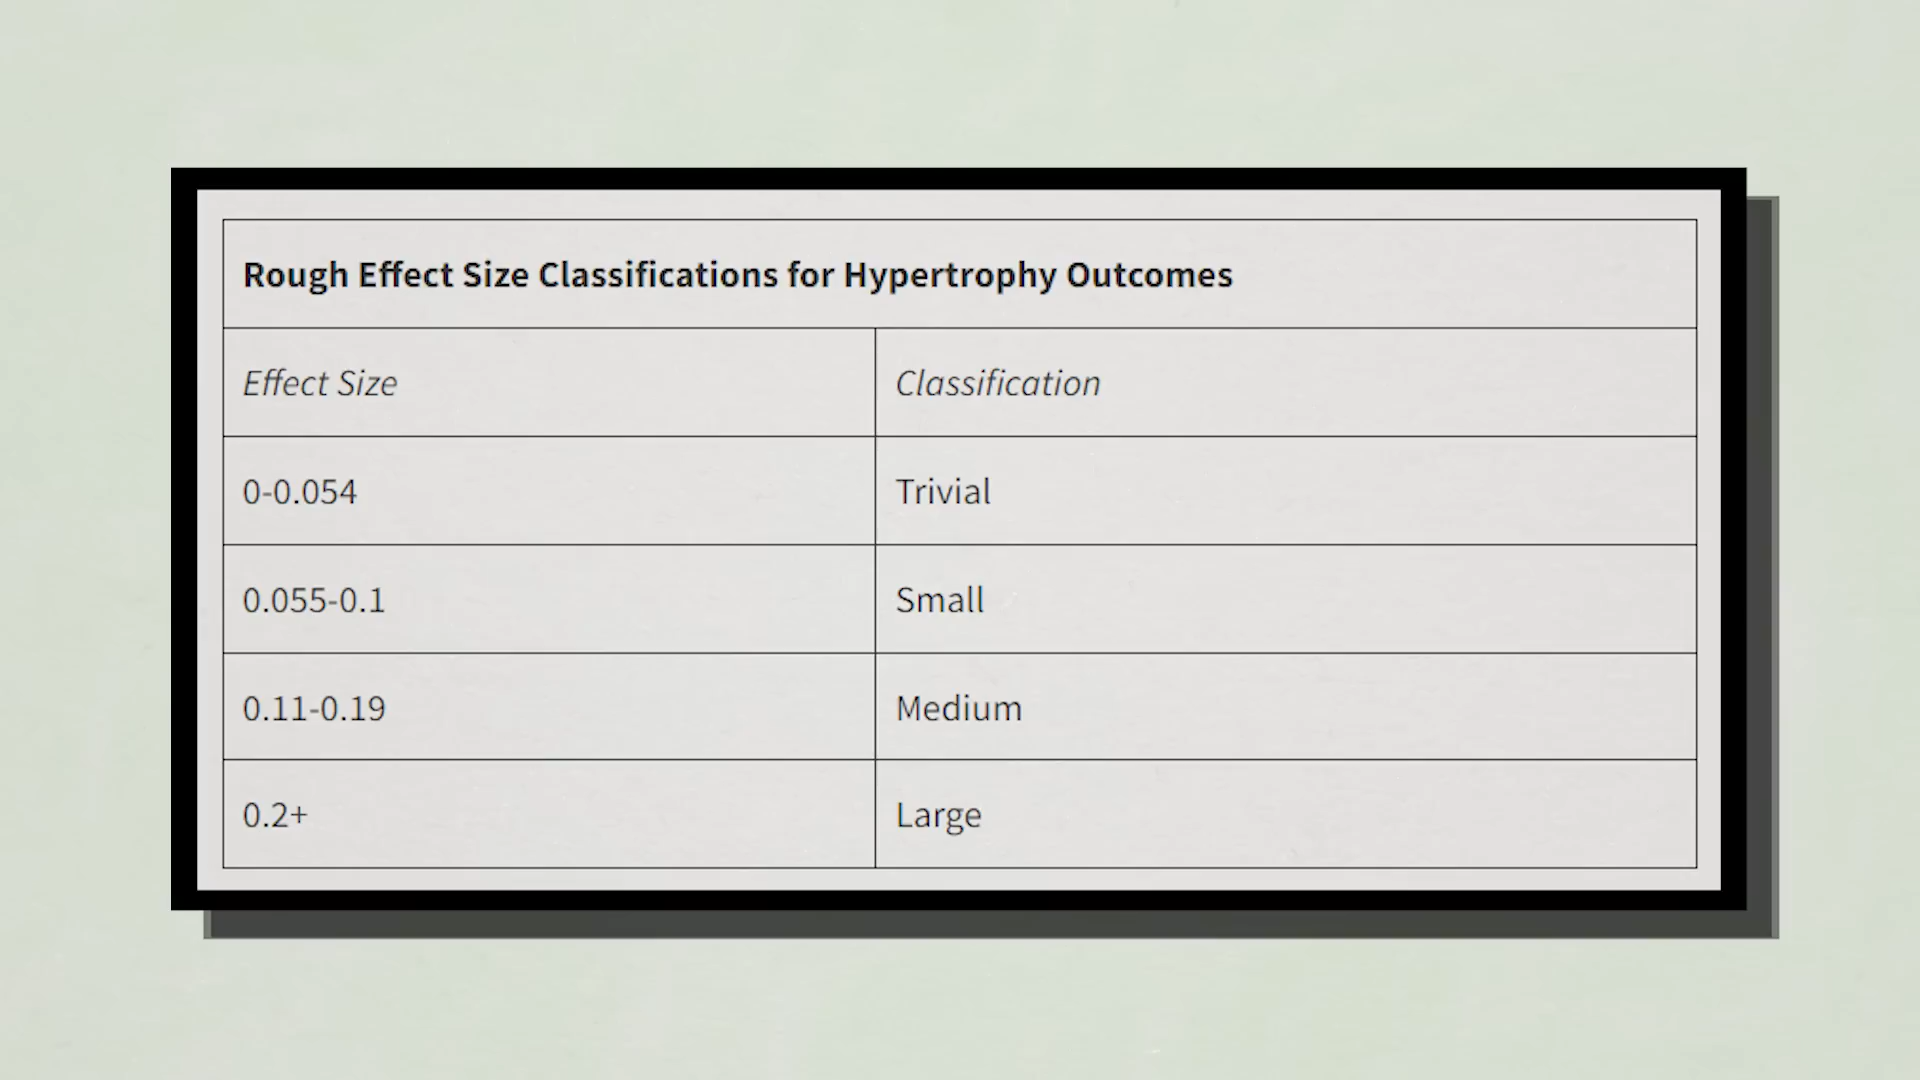 Rough Effect Size Classifications for Hypertrophy Outcomes
Effect Size Classification
0-0.054 Trivial
0.055-0.1 Small
0.11-0.19 Medium
0.2+ Large